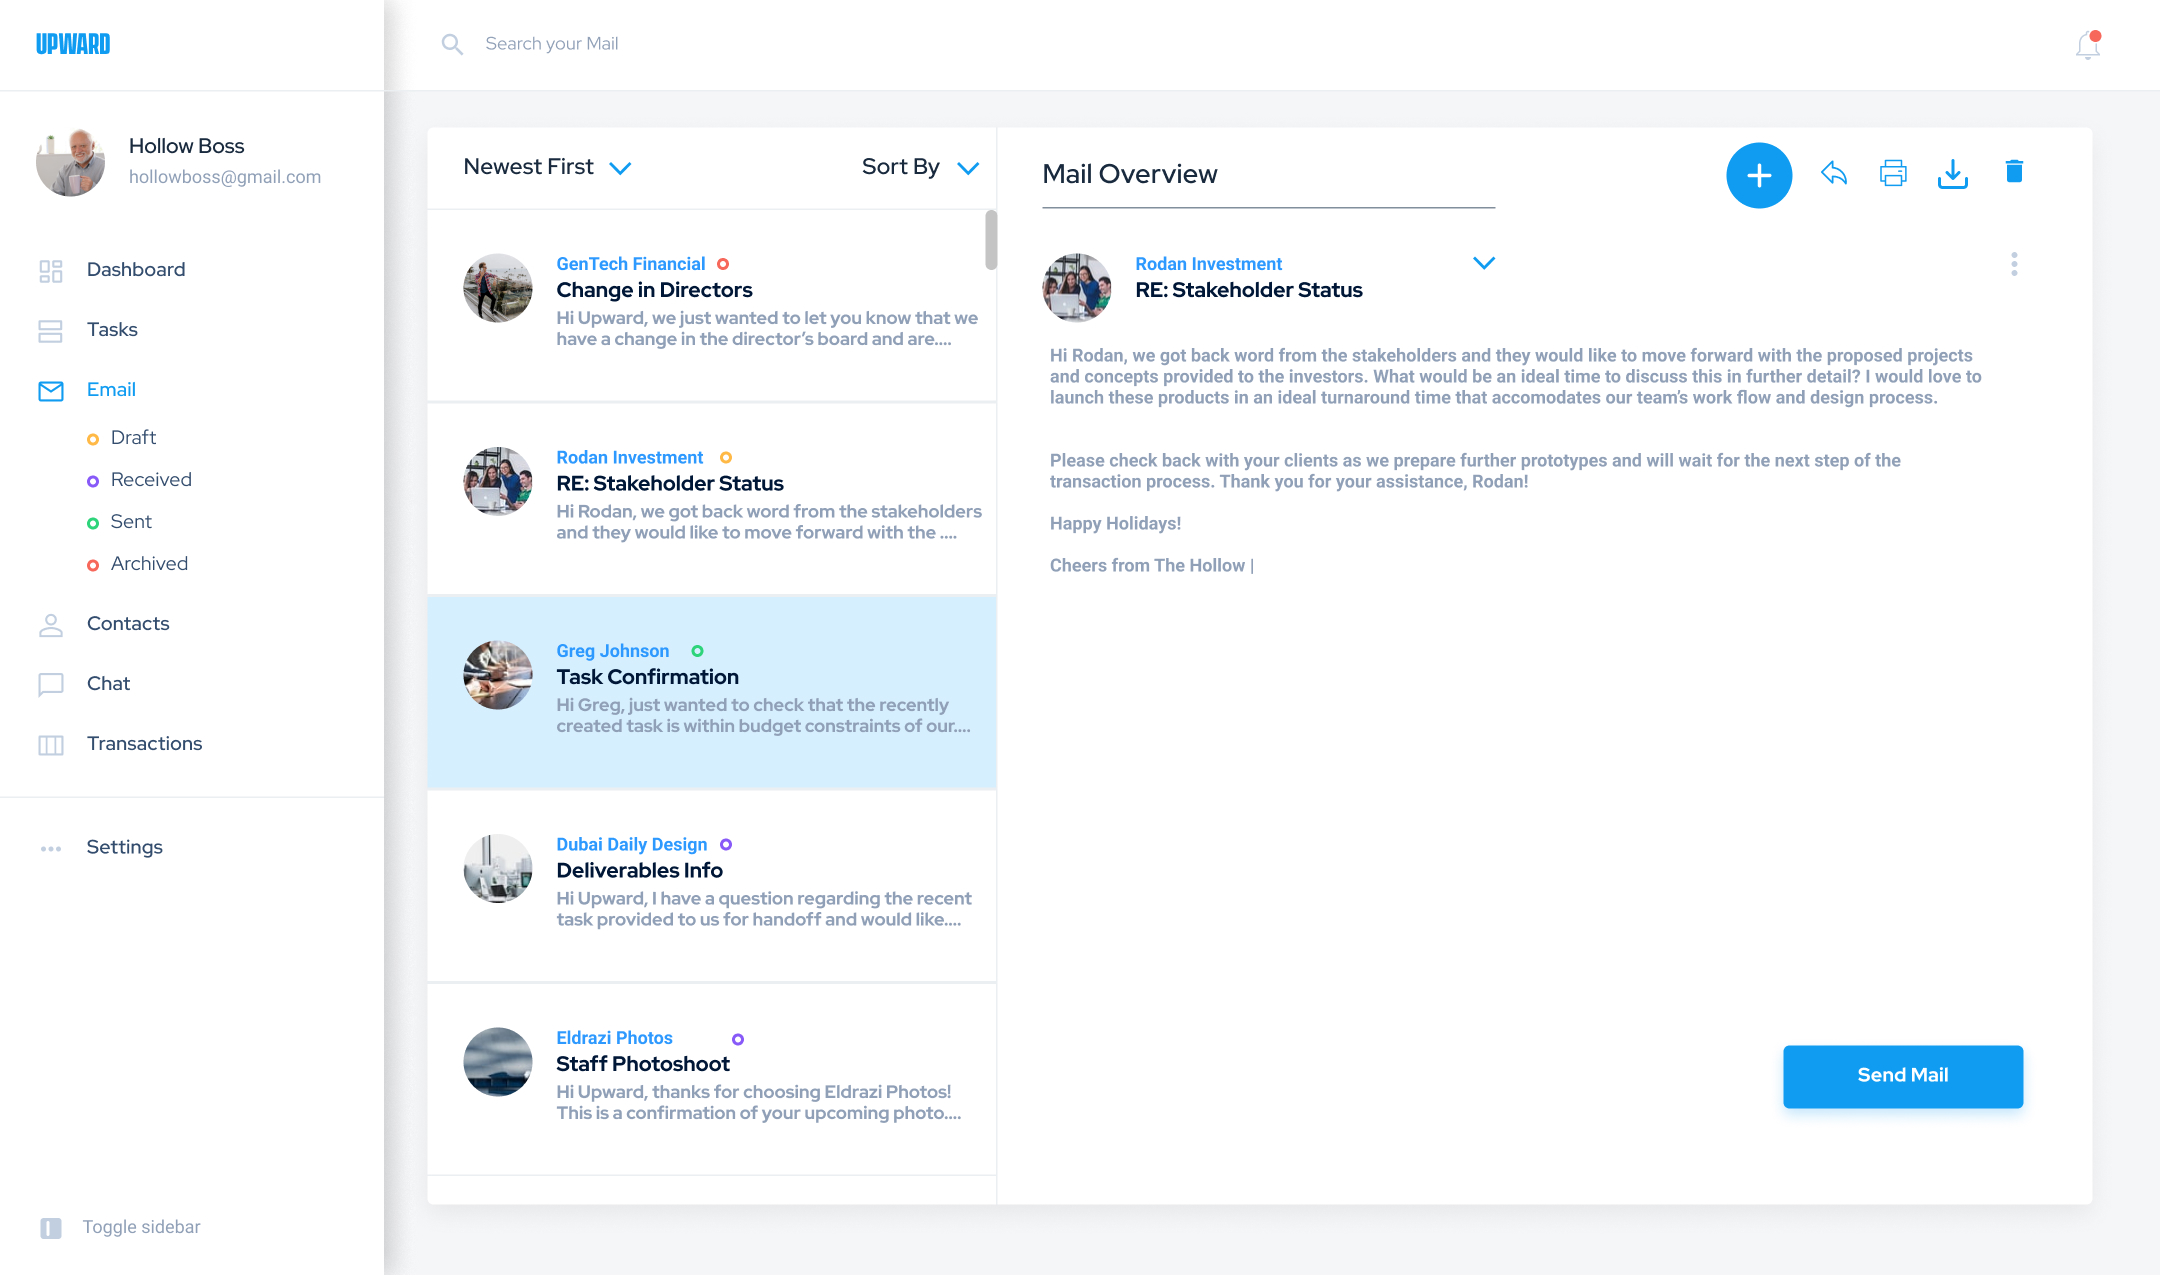 UPWARD
Search your Mail
Hollow Boss
hollowboss@gmail.com
Dashboard
Tasks
Email
Draft
Received
Sent
Archived
Contacts
Chat
Transactions
Settings
Toggle sidebar
Newest First
Sort By
GenTech Financial
Change in Directors
Hi Upward, we just wanted to let you know that we
have a change in the director’s board and are....
Rodan Investment
RE: Stakeholder Status
Hi Rodan, we got back word from the stakeholders
and they would like to move forward with the ....
Greg Johnson
Task Confirmation
Hi Greg, just wanted to check that the recently
created task is within budget constraints of our....
Dubai Daily Design
Deliverables Info
Hi Upward, I have a question regarding the recent
task provided to us for handoff and would like....
Eldrazi Photos
Staff Photoshoot
Hi Upward, thanks for choosing Eldrazi Photos!
This is a confirmation of your upcoming photo....
Mail Overview
Rodan Investment
RE: Stakeholder Status
Hi Rodan, we got back word from the stakeholders and they would like to move forward with the proposed projects
and concepts provided to the investors. What would be an ideal time to discuss this in further detail? I would love to
launch these products in an ideal turnaround time that accomodates our team’s work flow and design process.
Please check back with your clients as we prepare further prototypes and will wait for the next step of the
transaction process. Thank you for your assistance, Rodan!
Happy Holidays!
Cheers from The Hollow |
Send Mail